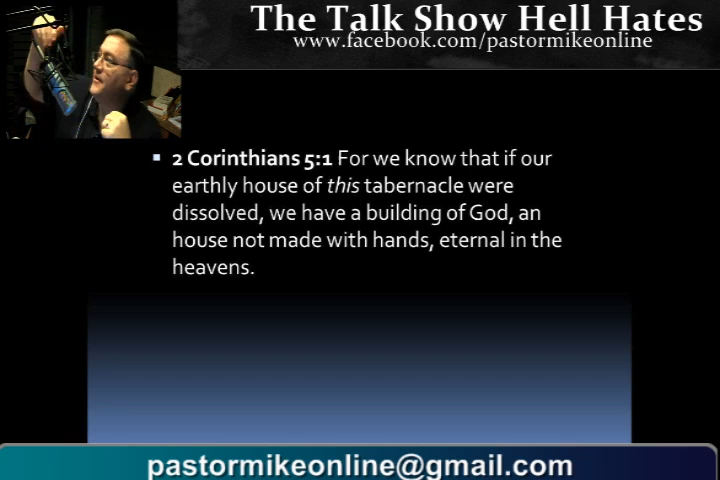 The Talk Show Hell Hates
www.facebook.com/pastormikeonline
2 Corinthians 5:1 For we know that if our
earthly house of this tabernacle were
dissolved, we have a building of God, an
house not made with hands, eternal in the
heavens.
pastormikeonline@gmail.com